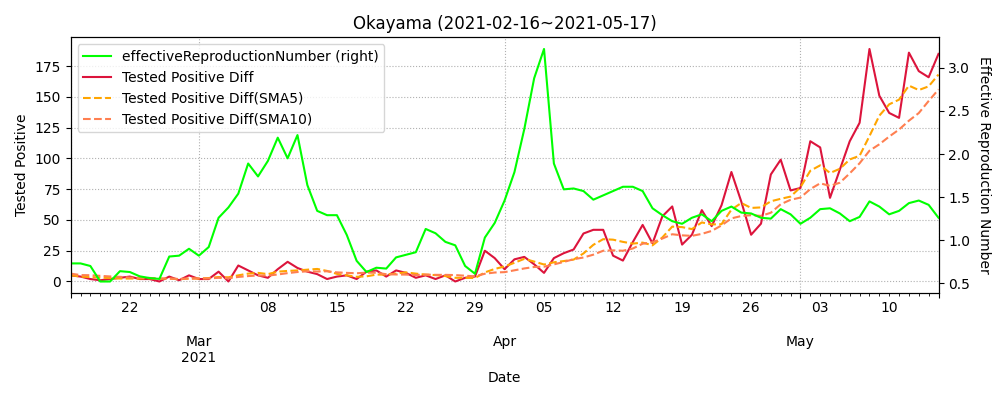 Okayama (2021-02-16~2021-05-17)
effectiveReproductionNumber (right)
Tested Positive Diff
Tested Positive Diff(SMA5)
Tested Positive Diff(SMA10)
Tested Positive
175
150
125
100
75
50
25
0
Effective Reproduction Number
3.0
2.5
2.0
1.5
1.0
0.5
22 08 15 22 29 05 12 19 26 03 10
Mar Apr May
2021
Date